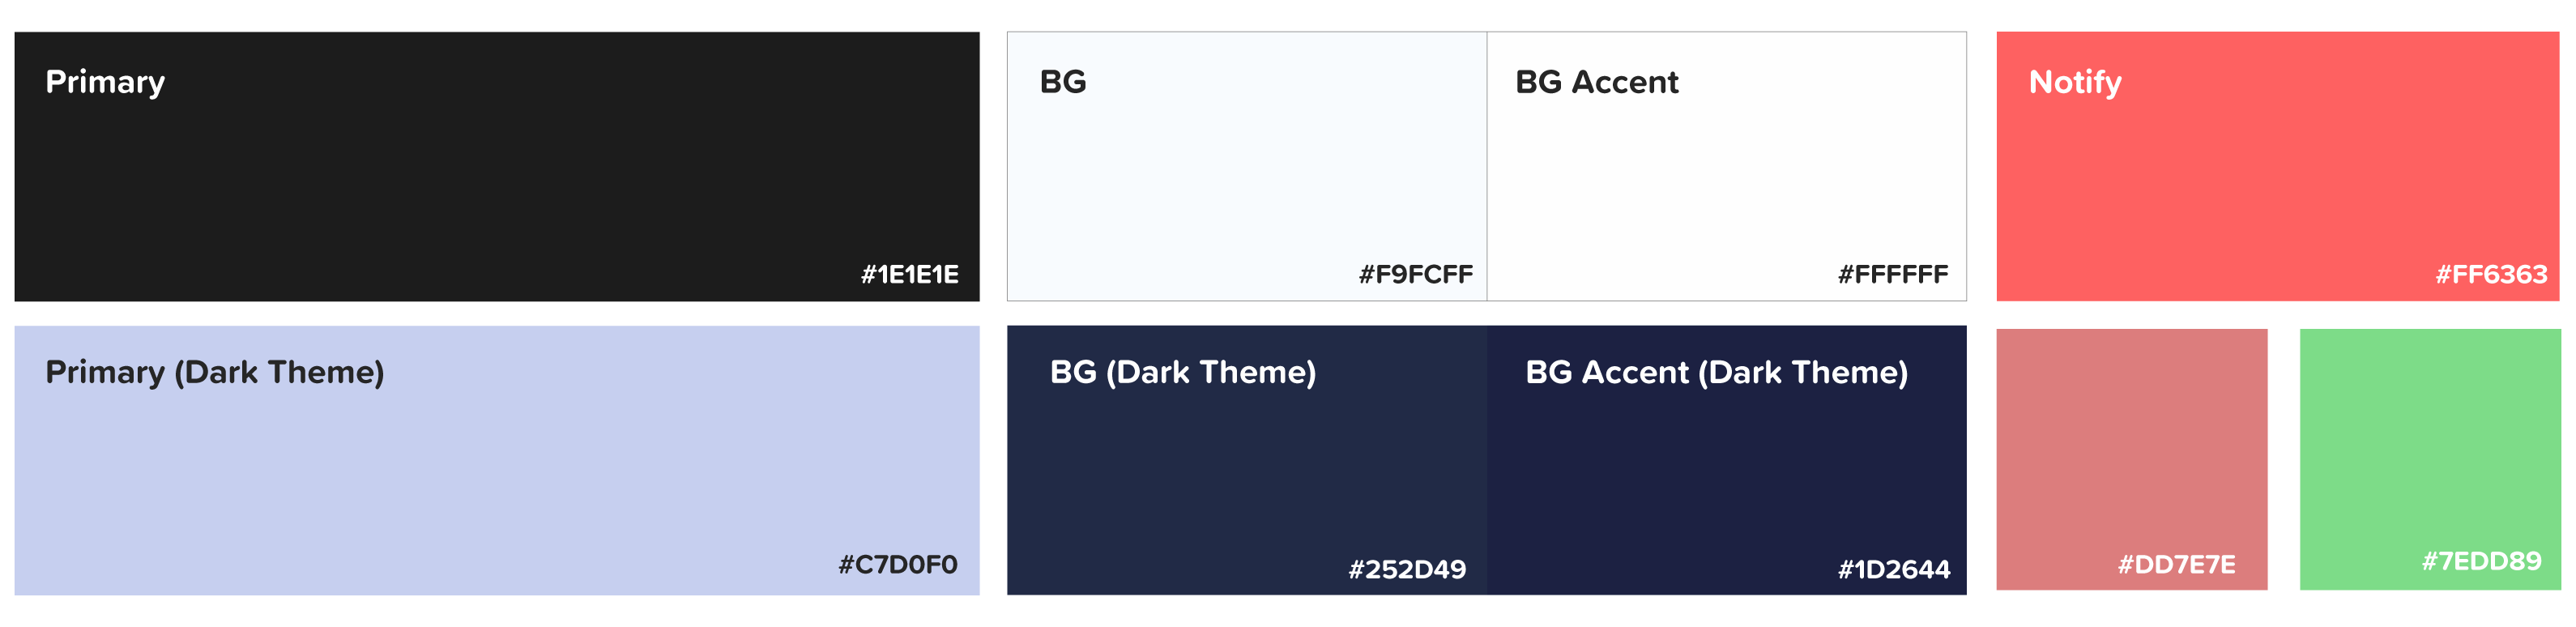 Primary
#1E1E1E
BG
#F9FCFF
BG Accent
#FFFFFF
Notify
#FF6363
Primary (Dark Theme)
#C7D0F0
BG (Dark Theme)
#252D49
BG Accent (Dark Theme)
#1D2644
#DD7E7E
#7EDD89